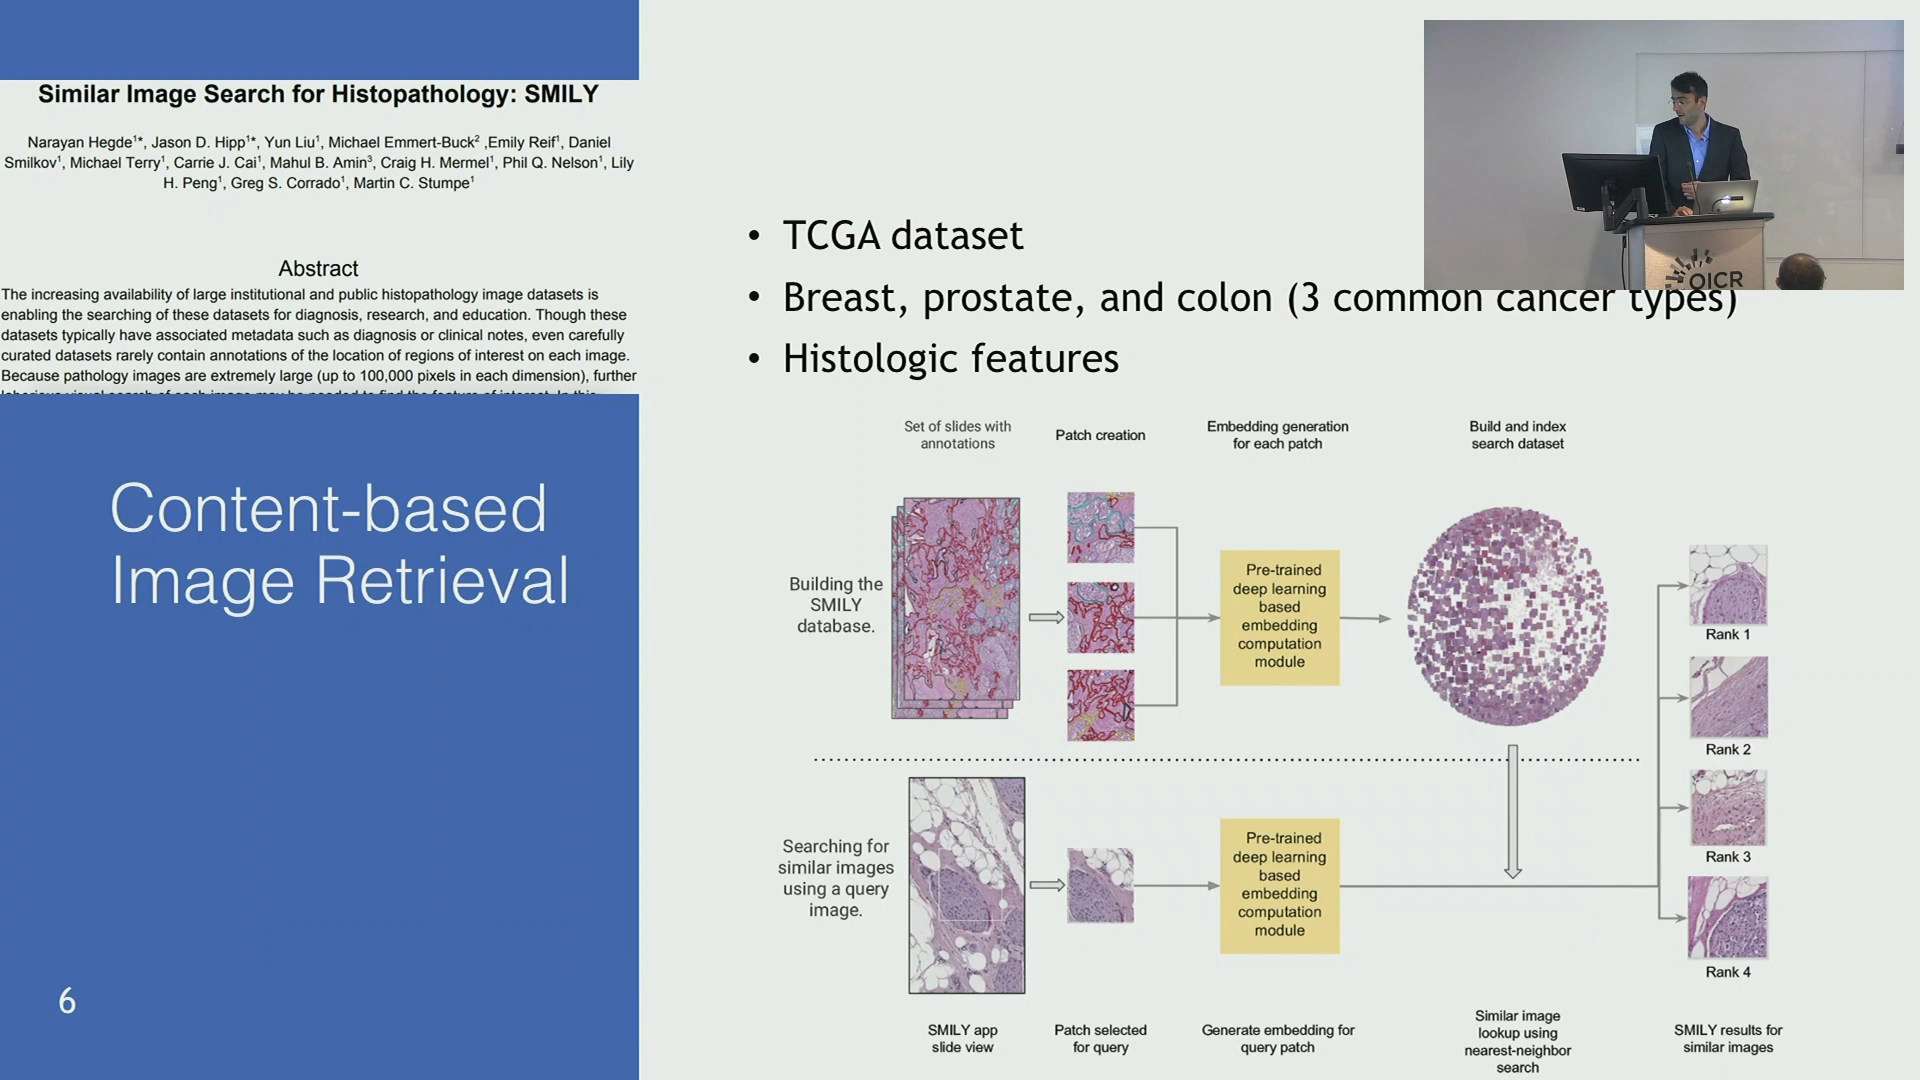 Similar Image Search for Histopathology: SMILY
Narayan Hegde¹*, Jason D. Hipp¹*, Yun Liu¹, Michael Emmert-Buck² ,Emily Reif¹, Daniel
Smilkov¹, Michael Terry¹, Carrie J. Cai¹, Mahul B. Amin³, Craig H. Mermel¹, Phil Q. Nelson¹, Lily
H. Peng¹, Greg S. Corrado¹, Martin C. Stumpe¹
Abstract
The increasing availability of large institutional and public histopathology image datasets is
enabling the searching of these datasets for diagnosis, research, and education. Though these
datasets typically have associated metadata such as diagnosis or clinical notes, even carefully
curated datasets rarely contain annotations of the location of regions of interest on each image.
Because pathology images are extremely large (up to 100,000 pixels in each dimension), further
Content-based
Image Retrieval
6
• TCGA dataset
• Breast, prostate, and colon (3 common cancer types)
• Histologic features
OICR
Set of slides with
annotations
Patch creation
Embedding generation
for each patch
Build and index
search dataset
Building the
SMILY
database.
Pre-trained
deep learning
based
embedding
computation
module
Rank 1
Rank 2
Rank 3
Rank 4
Searching for
similar images
using a query
image.
Pre-trained
deep learning
based
embedding
computation
module
SMILY app
slide view
Patch selected
for query
Generate embedding for
query patch
Similar image
lookup using
nearest-neighbor
search
SMILY results for
similar images